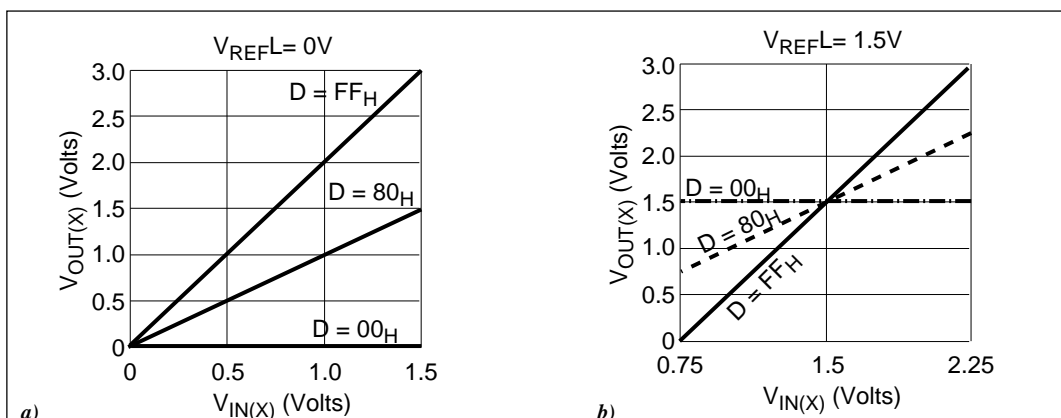 V_REFL= 0V
3.0
2.5
2.0
1.5
1.0
0.5
0
V_OUT(X) (Volts)
D = FF_H
D = 80_H
D = 00_H
0 0.5 1.0 1.5
V_IN(X) (Volts)
a)
V_REFL= 1.5V
3.0
2.5
2.0
1.5
1.0
0.5
0
V_OUT(X) (Volts)
D = 00_H
D = 80_H
D = FF_H
0.75 1.5 2.25
V_IN(X) (Volts)
b)